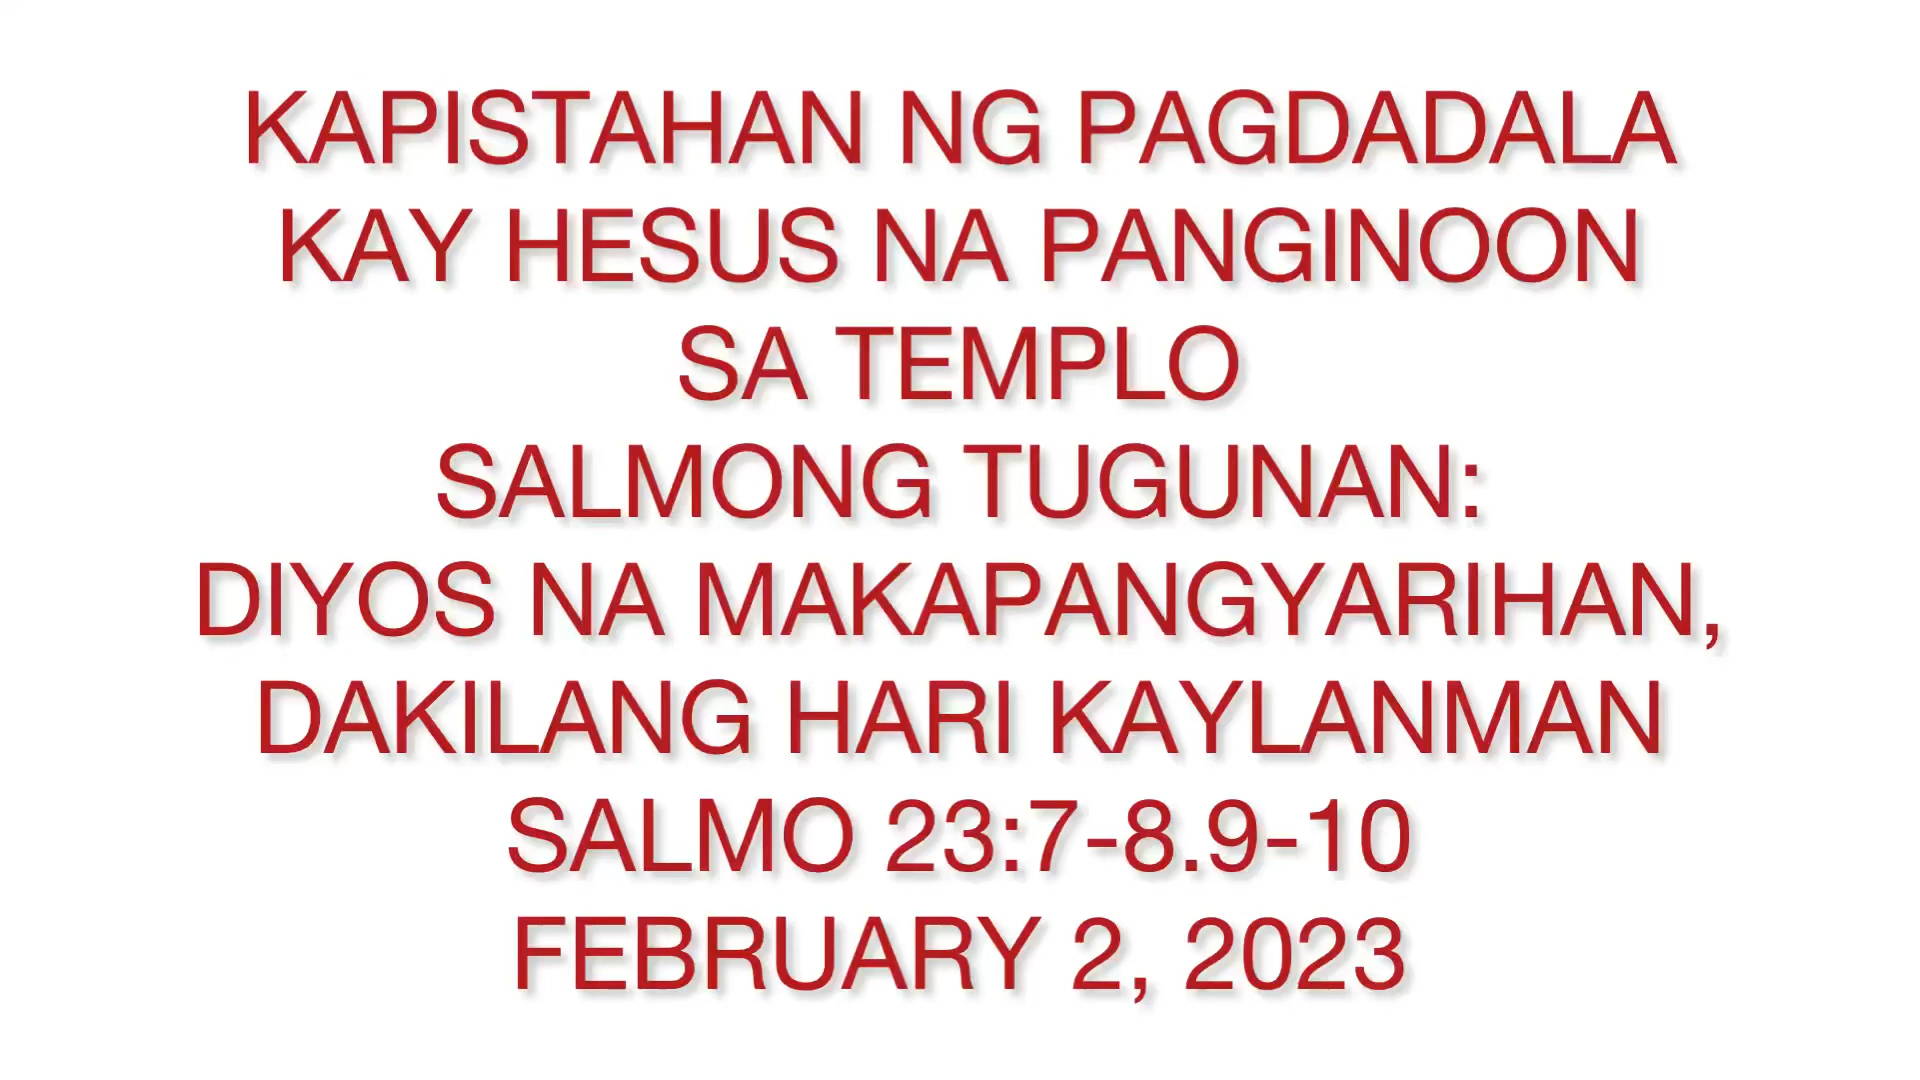 KAPISTAHAN NG PAGDADALA
KAY HESUS NA PANGINOON
SA TEMPLO
SALMONG TUGUNAN:
DIYOS NA MAKAPANGYARIHAN,
DAKILANG HARI KAYLANMAN
SALMO 23:7-8.9-10
FEBRUARY 2, 2023